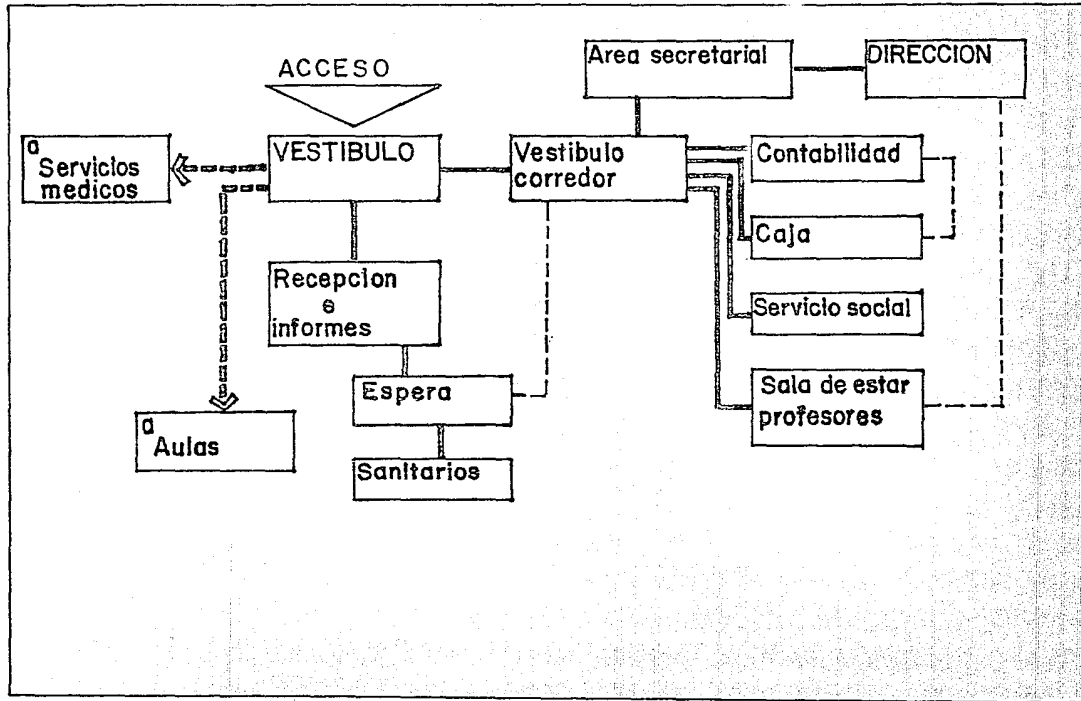 Area secretarial
DIRECCION
ACCESO
a
Servicios
medicos
VESTIBULO
Vestibulo
corredor
Contabilidad
Caja
Recepcion
e
informes
Servicio social
Espera
Sala de estar
profesores
a
Aulas
Sanitarios